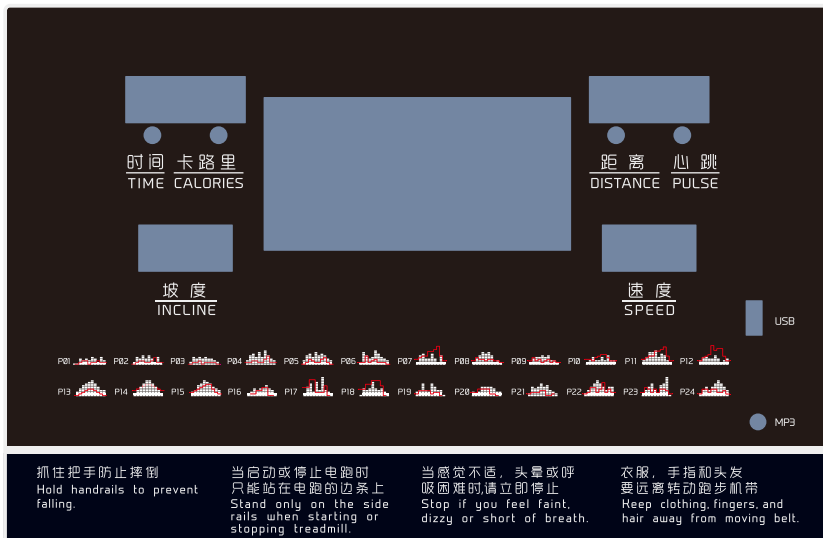 时间 卡路里
TIME CALORIES
距离 心跳
DISTANCE PULSE
坡度
INCLINE
速度
SPEED
USB
P01 P02 P03 P04 P05 P06 P07 P08 P09 P10 P11 P12
P13 P14 P15 P16 P17 P18 P19 P20 P21 P22 P23 P24
MP3
抓住把手防止摔倒
Hold handrails to prevent
falling.
当启动或停止电跑时
只能站在电跑的边条上
Stand only on the side
rails when starting or
stopping treadmill.
当感觉不适，头晕或呼
吸困难时,请立即停止
Stop if you feel faint,
dizzy or short of breath.
衣服，手指和头发
要远离转动跑步机带
Keep clothing, fingers, and
hair away from moving belt.